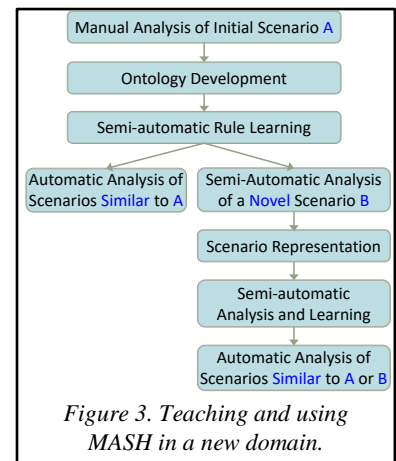 Manual Analysis of Initial Scenario A
Ontology Development
Semi-automatic Rule Learning
Automatic Analysis of
Scenarios Similar to A
Semi-Automatic Analysis
of a Novel Scenario B
Scenario Representation
Semi-automatic
Analysis and Learning
Automatic Analysis of
Scenarios Similar to A or B
Figure 3. Teaching and using
MASH in a new domain.